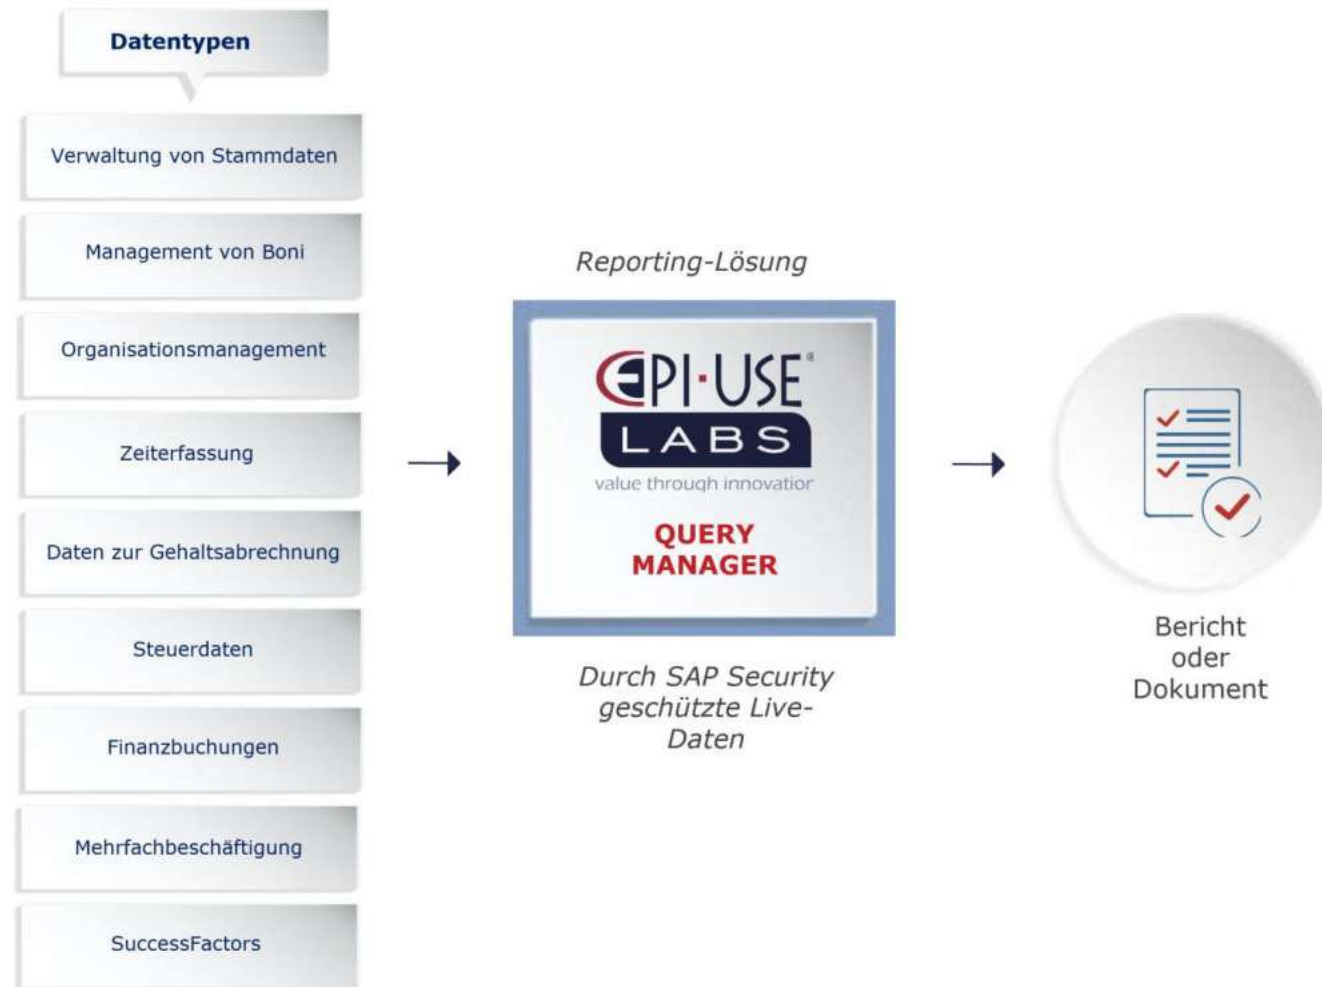 Datentypen
Verwaltung von Stammdaten
Management von Boni
Organisationsmanagement
Zeiterfassung
Daten zur Gehaltsabrechnung
Steuerdaten
Finanzbuchungen
Mehrfachbeschäftigung
SuccessFactors
Reporting-Lösung
EPI·USE®
LABS
value through innovation
QUERY
MANAGER
Durch SAP Security
geschützte Live-
Daten
Bericht
oder
Dokument